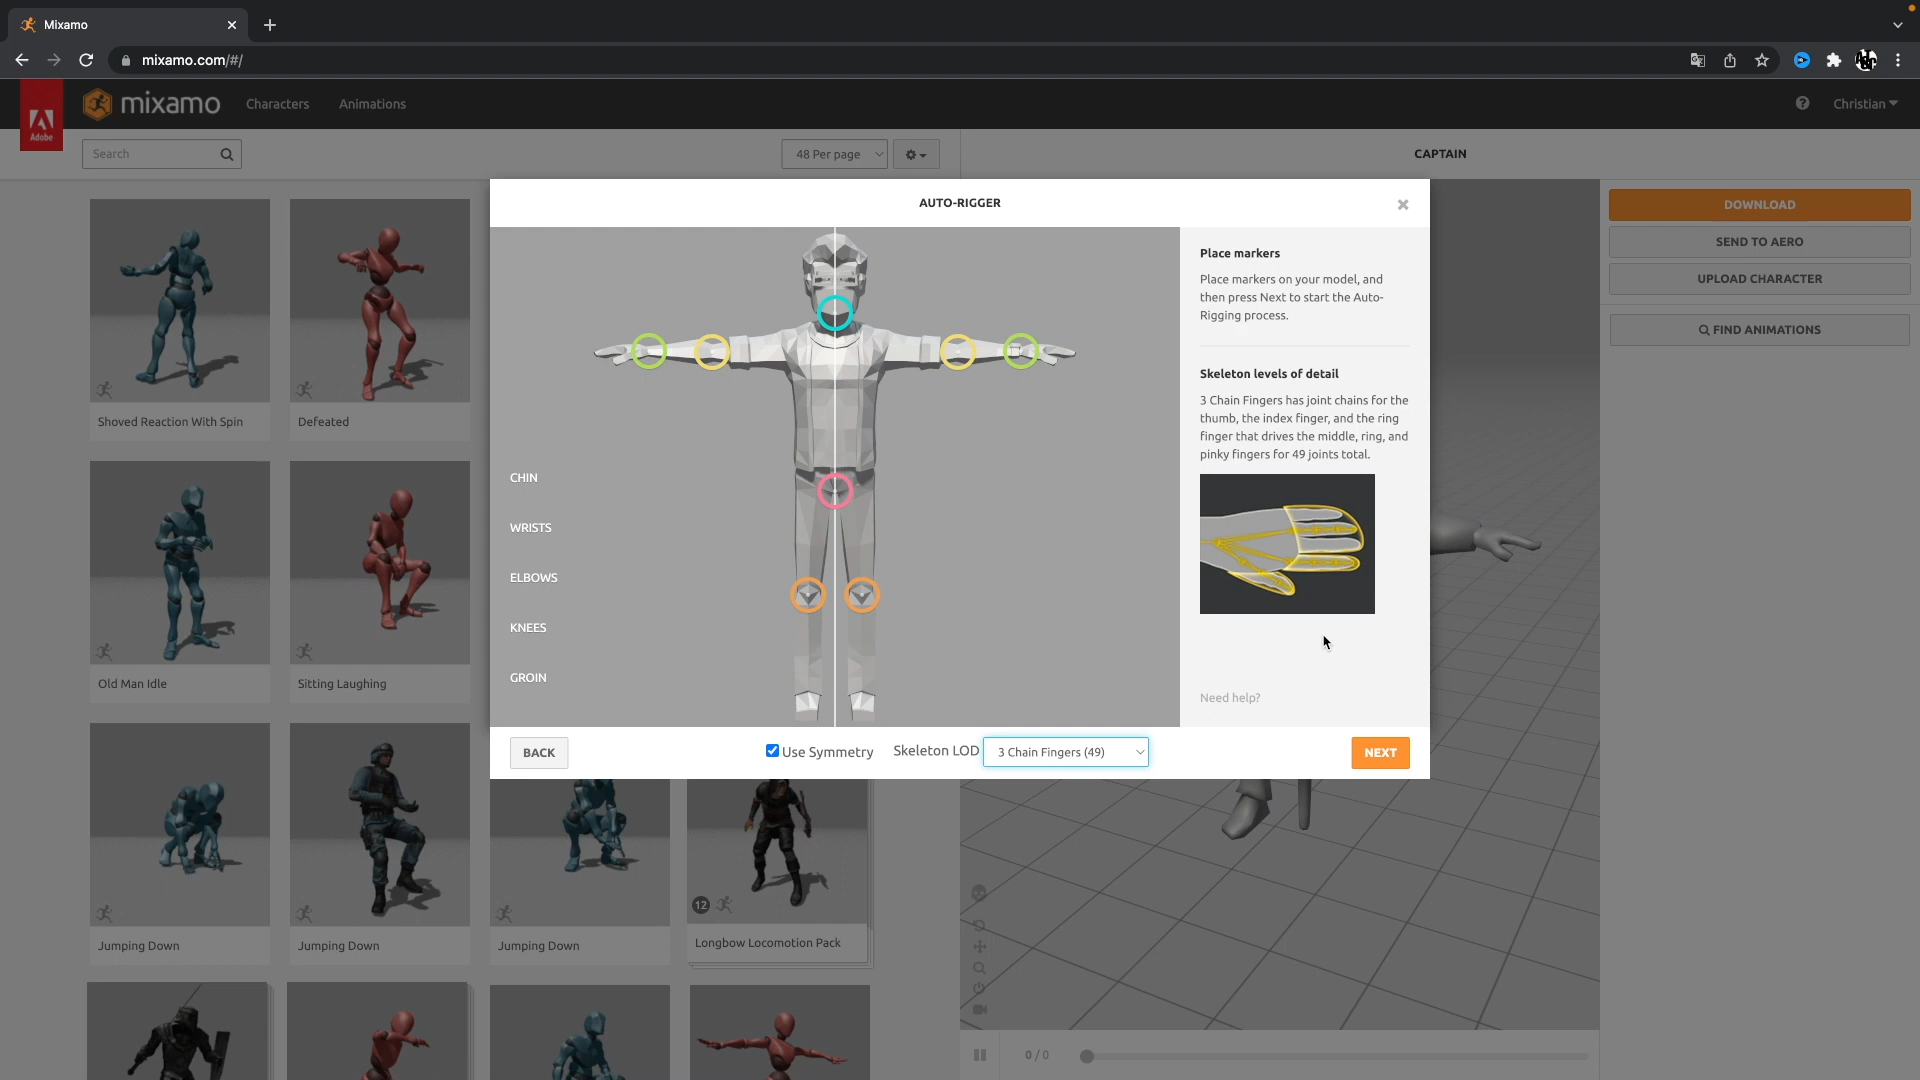 Mixamo
mixamo.com/#/
Adobe
mixamo
Characters
Animations
Christian
Search
48 Per page
CAPTAIN
AUTO-RIGGER
DOWNLOAD
SEND TO AERO
UPLOAD CHARACTER
FIND ANIMATIONS
Place markers
Place markers on your model, and
then press Next to start the Auto-
Rigging process.
Skeleton levels of detail
3 Chain Fingers has joint chains for the
thumb, the index finger, and the ring
finger that drives the middle, ring, and
pinky fingers for 49 joints total.
Need help?
CHIN
WRISTS
ELBOWS
KNEES
GROIN
BACK
Use Symmetry
Skeleton LOD
3 Chain Fingers (49)
NEXT
Shoved Reaction With Spin
Defeated
Old Man Idle
Sitting Laughing
12
Jumping Down
Jumping Down
Jumping Down
Longbow Locomotion Pack
0 / 0